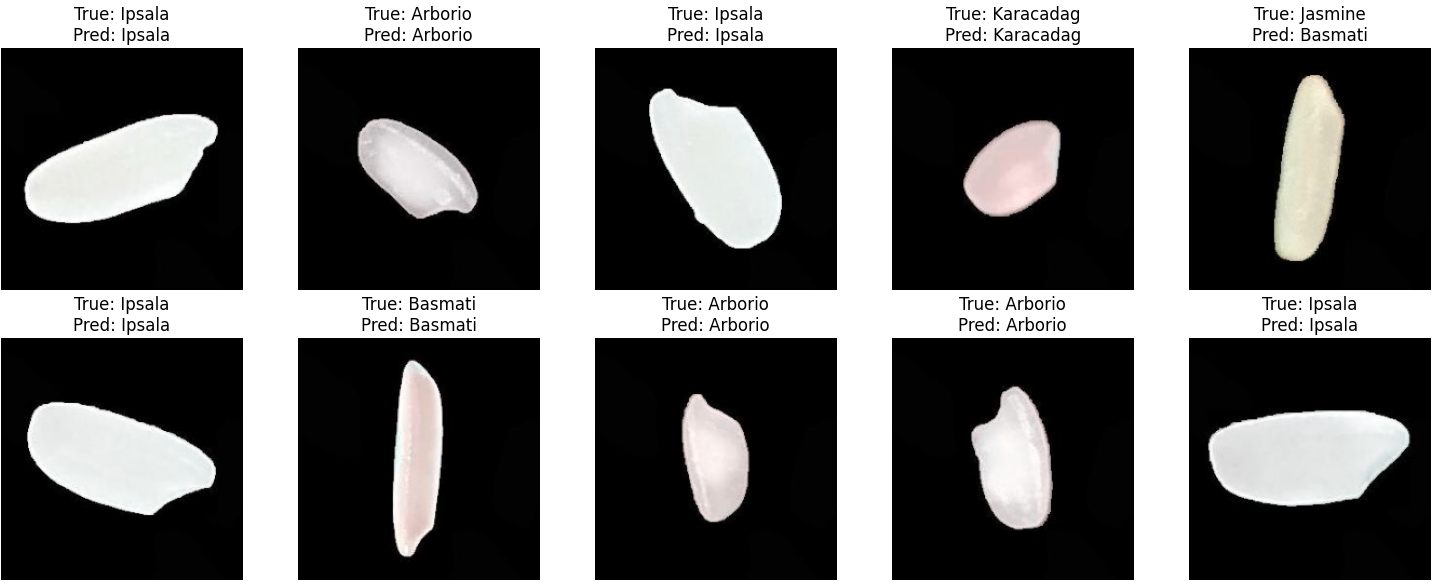 True: Ipsala
Pred: Ipsala
True: Arborio
Pred: Arborio
True: Ipsala
Pred: Ipsala
True: Karacadag
Pred: Karacadag
True: Jasmine
Pred: Basmati
True: Ipsala
Pred: Ipsala
True: Basmati
Pred: Basmati
True: Arborio
Pred: Arborio
True: Arborio
Pred: Arborio
True: Ipsala
Pred: Ipsala